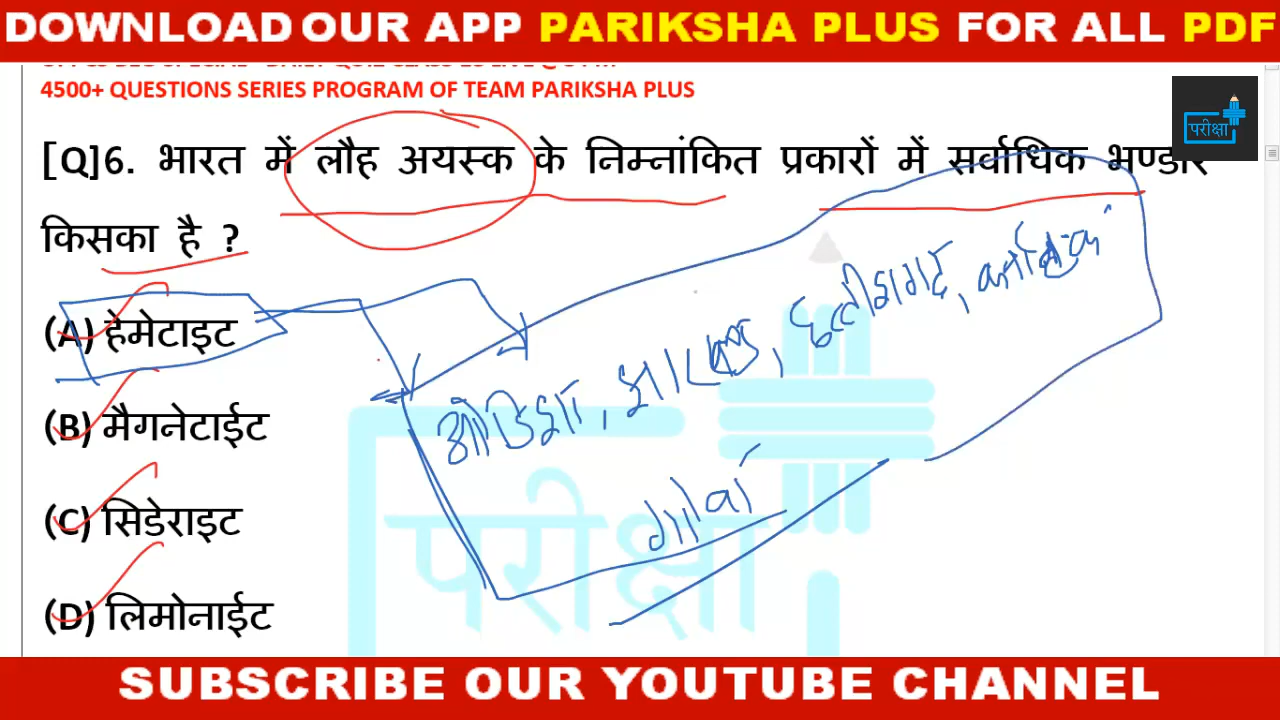 DOWNLOAD OUR APP PARIKSHA PLUS FOR ALL PDF
4500+ QUESTIONS SERIES PROGRAM OF TEAM PARIKSHA PLUS
परीक्षा
[Q]6. भारत में लौह अयस्क के निम्नांकित प्रकारों में सर्वाधिक भण्डार
किसका है ?
(A) हेमेटाइट
(B) मैगनेटाईट
(C) सिडेराइट
(D) लिमोनाईट
ओडिशा, झारखण्ड, छत्तीसगढ़, कर्नाटक
गोवा
परीक्षा
SUBSCRIBE OUR YOUTUBE CHANNEL